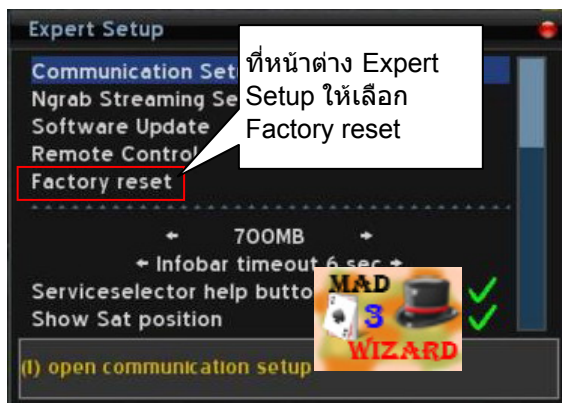 Expert Setup
Communication Set
Ngrab Streaming Se
Software Update
Remote Control
Factory reset
ที่หน้าต่าง Expert
Setup ให้เลือก
Factory reset
700MB
Infobar timeout 6 sec
Serviceselector help butto
Show Sat position
MAD
3
WIZARD
(I) open communication setup